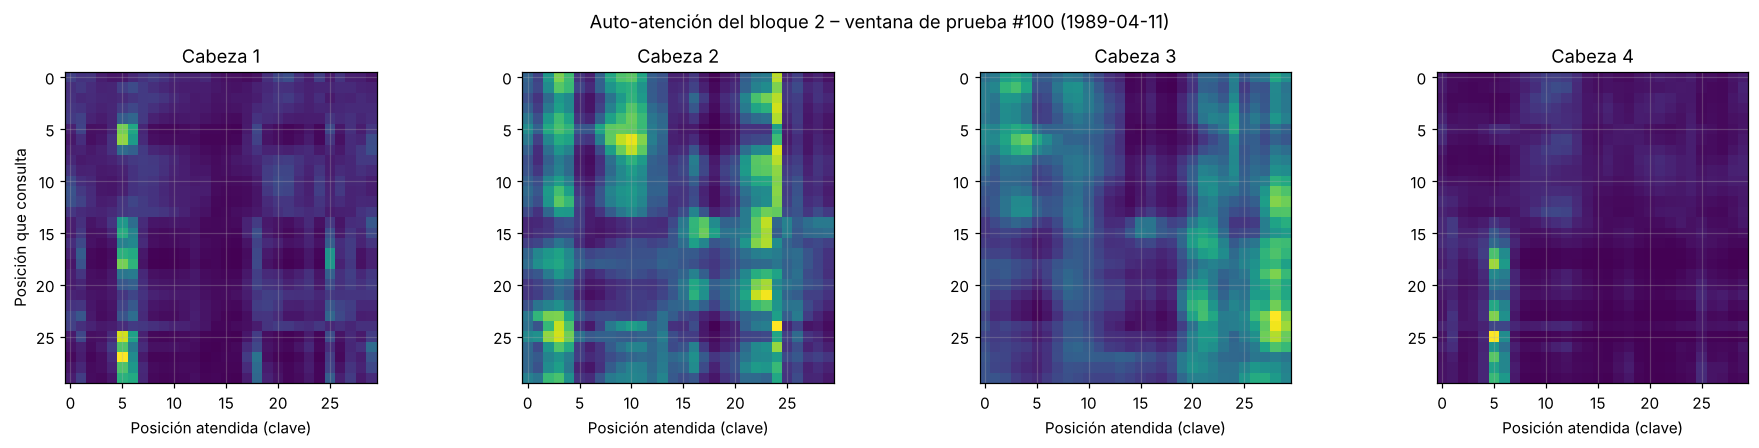 Auto-atención del bloque 2 – ventana de prueba #100 (1989-04-11)
Cabeza 1
Cabeza 2
Cabeza 3
Cabeza 4
Posición que consulta
0
5
10
15
20
25
0 5 10 15 20 25
Posición atendida (clave)
0
5
10
15
20
25
0 5 10 15 20 25
Posición atendida (clave)
0
5
10
15
20
25
0 5 10 15 20 25
Posición atendida (clave)
0
5
10
15
20
25
0 5 10 15 20 25
Posición atendida (clave)